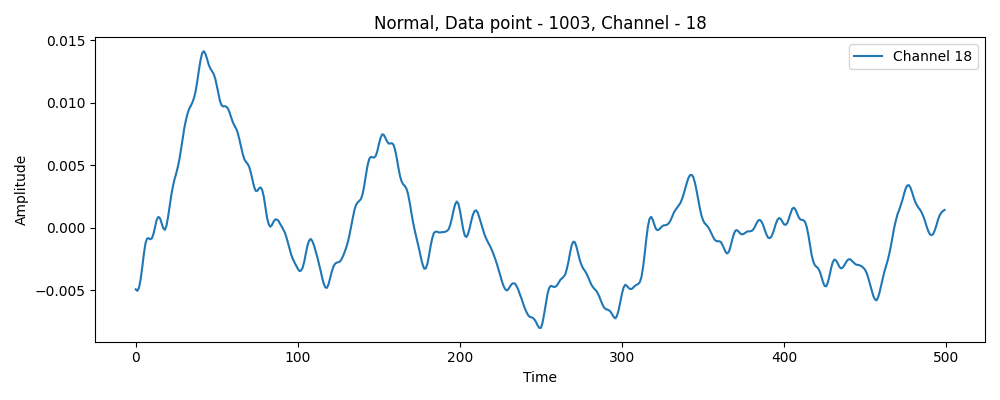 Normal, Data point - 1003, Channel - 18
Channel 18
0.015
0.010
0.005
0.000
−0.005
Amplitude
0 100 200 300 400 500
Time